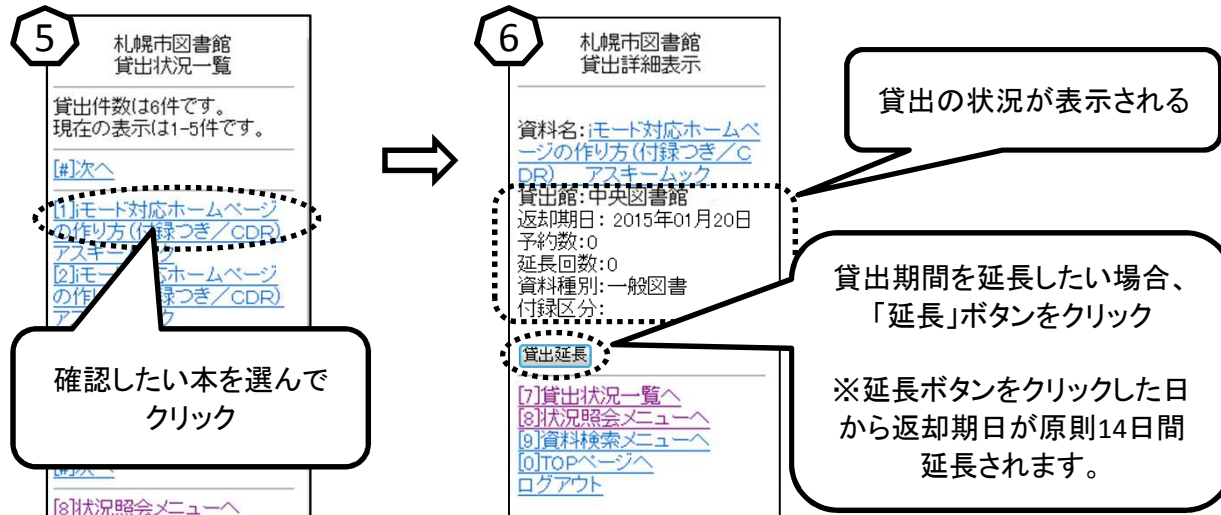 5
札幌市図書館
貸出状況一覧
貸出件数は6件です。
現在の表示は1-5件です。
[#]次へ
[1]iモード対応ホームページ
の作り方(付録つき/CDR)
アスキームック
[2]iモード対応ホームページ
の作り方(付録つき/CDR)
アスキームック
確認したい本を選んで
クリック
[#]次へ
[8]状況照会メニューへ
6
札幌市図書館
貸出詳細表示
資料名:iモード対応ホームペ
ージの作り方(付録つき/C
DR) アスキームック
貸出館:中央図書館
返却期日: 2015年01月20日
予約数:0
延長回数:0
資料種別:一般図書
付録区分:
貸出延長
[7]貸出状況一覧へ
[8]状況照会メニューへ
[9]資料検索メニューへ
[0]TOPページへ
ログアウト
貸出の状況が表示される
貸出期間を延長したい場合、
「延長」ボタンをクリック
※延長ボタンをクリックした日
から返却期日が原則14日間
延長されます。